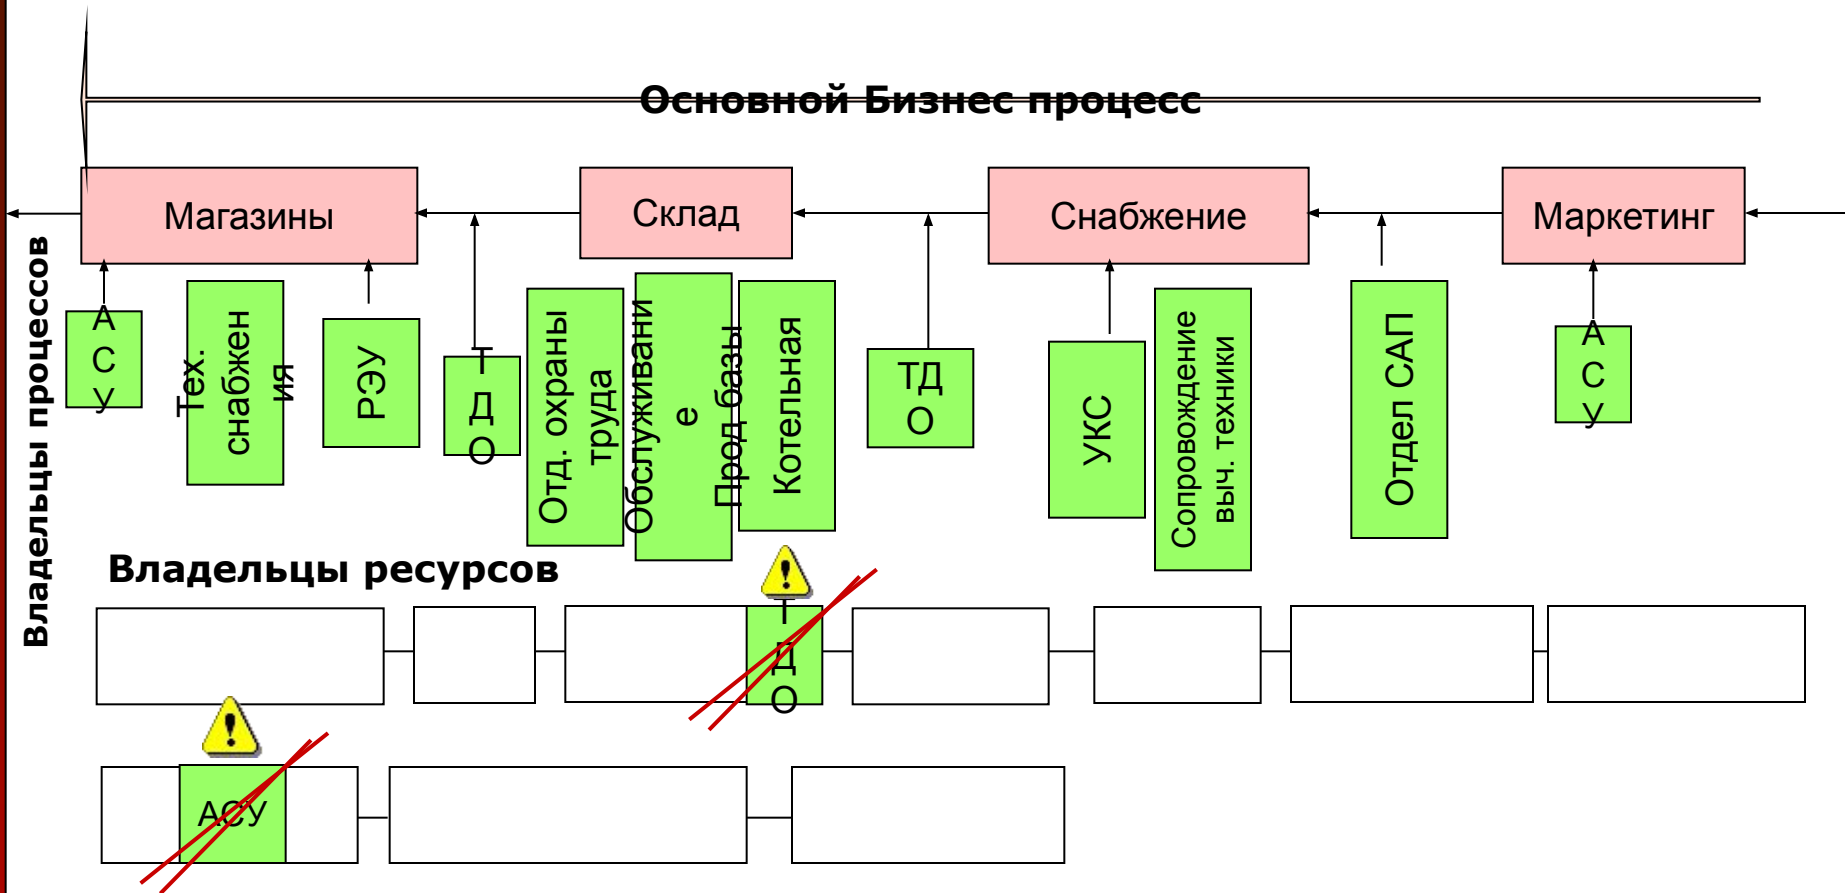 Основной Бизнес процесс
Магазины
Склад
Снабжение
Маркетинг
Владельцы процессов
А
С
У
Тех.
снабжен
ия
РЭУ
Т
Д
О
Отд. охраны
труда
Обслуживани
е
Прод базы
Котельная
ТД
О
УКС
Сопровождение
выч. техники
Отдел САП
А
С
У
Владельцы ресурсов
Т
Д
О
АСУ